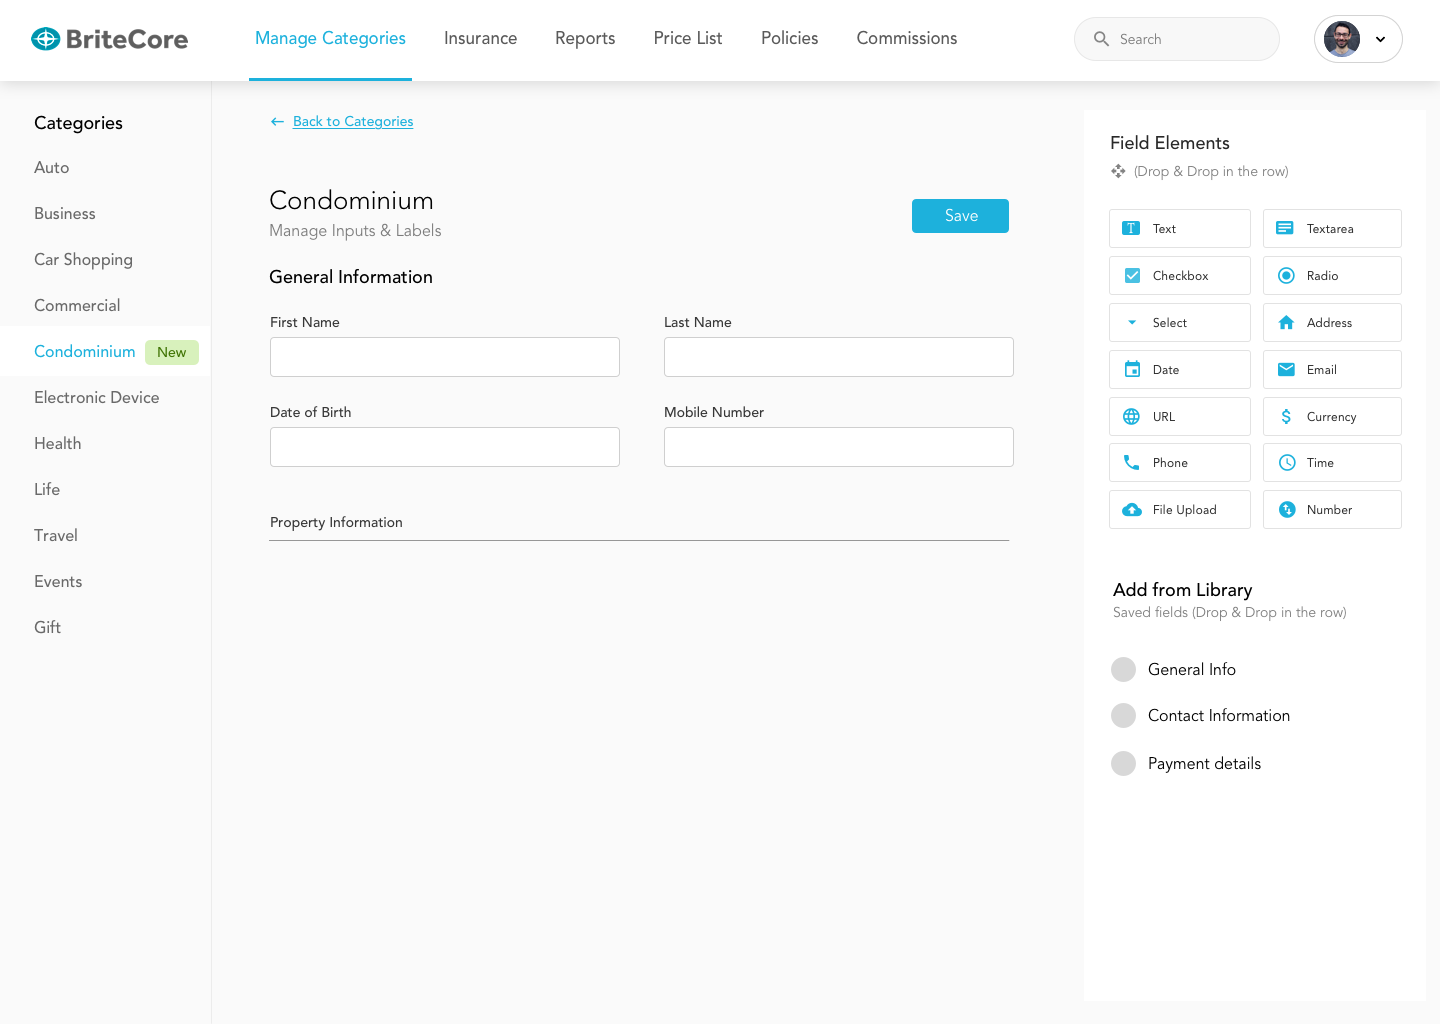 BriteCore
Manage Categories
Insurance
Reports
Price List
Policies
Commissions
Search
Categories
Auto
Business
Car Shopping
Commercial
Condominium New
Electronic Device
Health
Life
Travel
Events
Gift
Back to Categories
Condominium
Manage Inputs & Labels
Save
General Information
First Name
Last Name
Date of Birth
Mobile Number
Property Information
Field Elements
(Drop & Drop in the row)
Text
Textarea
Checkbox
Radio
Select
Address
Date
Email
URL
Currency
Phone
Time
File Upload
Number
Add from Library
Saved fields (Drop & Drop in the row)
General Info
Contact Information
Payment details